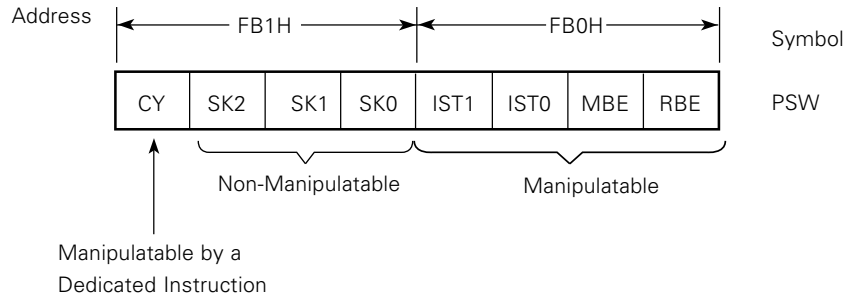 Address
FB1H
FB0H
Symbol
CY SK2 SK1 SK0 IST1 IST0 MBE RBE
PSW
Non-Manipulatable
Manipulatable
Manipulatable by a
Dedicated Instruction